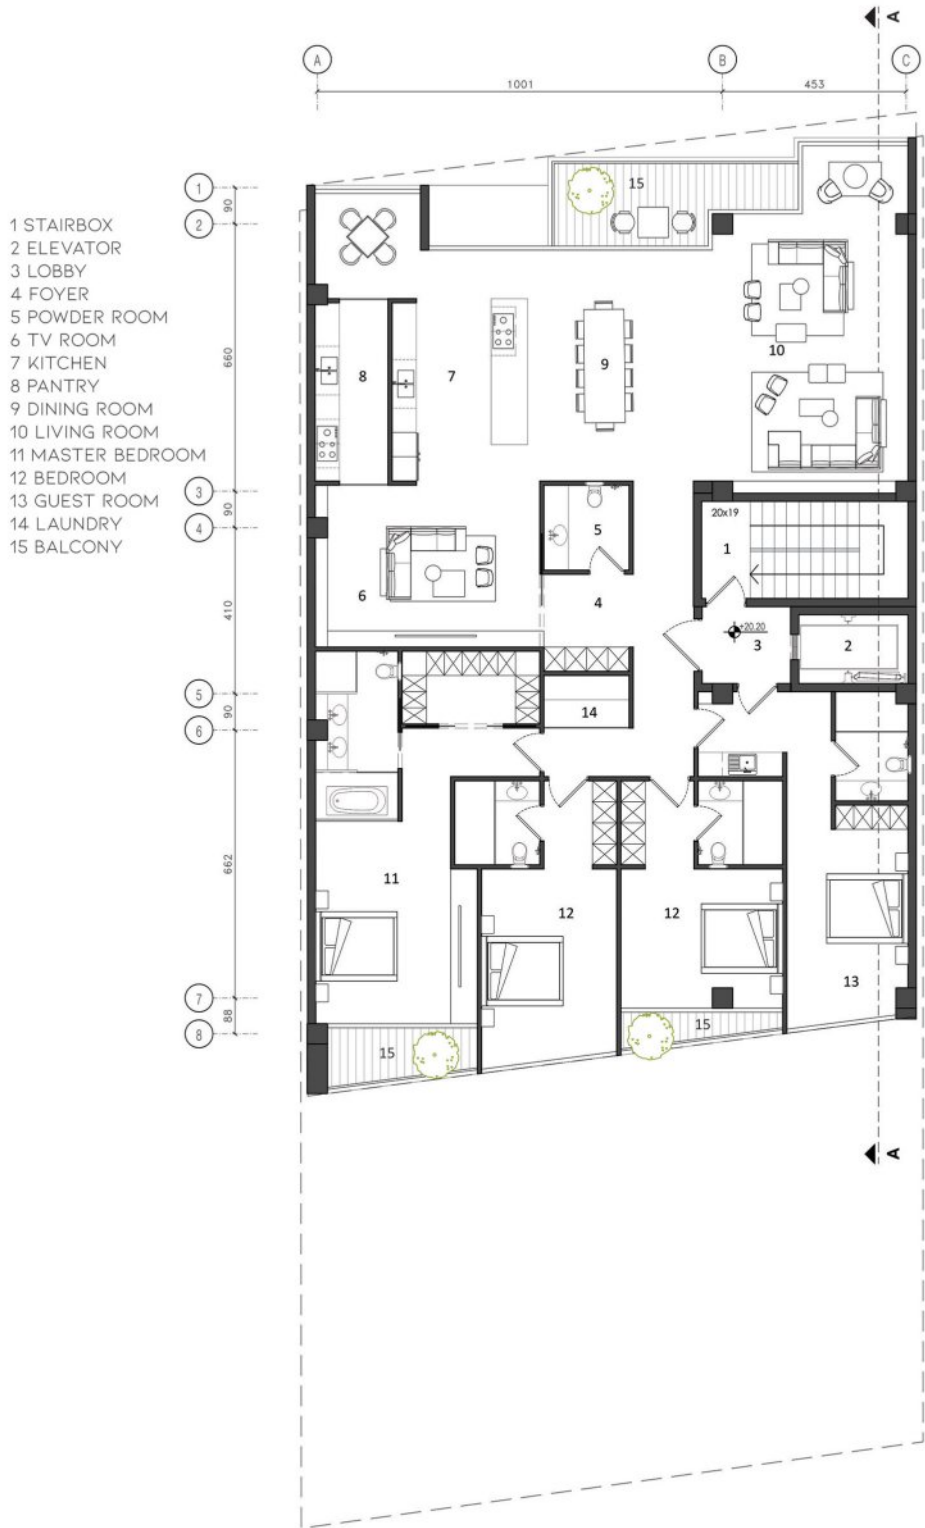 A
A
B
C
1001
453
1
90
2
15
1 STAIRBOX
2 ELEVATOR
3 LOBBY
4 FOYER
5 POWDER ROOM
6 TV ROOM
7 KITCHEN
8 PANTRY
9 DINING ROOM
10 LIVING ROOM
11 MASTER BEDROOM
12 BEDROOM
13 GUEST ROOM
14 LAUNDRY
15 BALCONY
660
8
7
9
10
3
90
4
20x19
5
1
6
4
410
+20.20
3
2
5
90
6
14
662
11
12
12
13
7
88
8
15
15
A